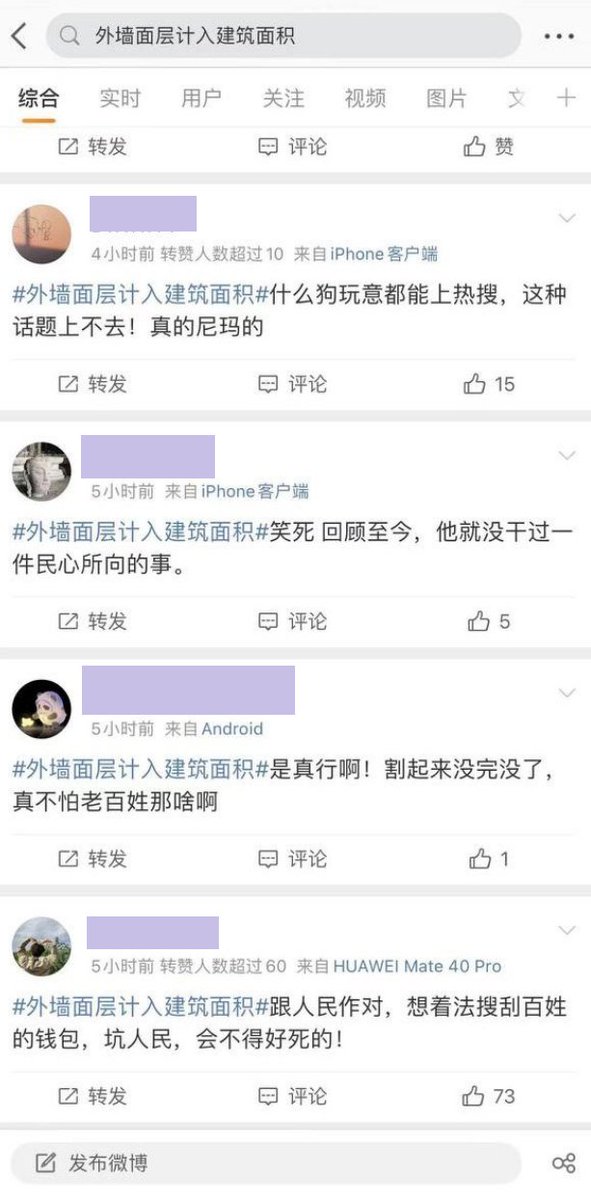 外墙面层计入建筑面积
综合 实时 用户 关注 视频 图片
转发 评论 赞
4小时前 转赞人数超过10 来自iPhone客户端
#外墙面层计入建筑面积#什么狗玩意都能上热搜，这种
话题上不去！真的尼玛的
转发 评论 15
5小时前 来自iPhone客户端
#外墙面层计入建筑面积#笑死 回顾至今，他就没干过一
件民心所向的事。
转发 评论 5
5小时前 来自Android
#外墙面层计入建筑面积#是真行啊！割起来没完没了，
真不怕老百姓那啥啊
转发 评论 1
5小时前 转赞人数超过60 来自HUAWEI Mate 40 Pro
#外墙面层计入建筑面积#跟人民作对，想着法搜刮百姓
的钱包，坑人民，会不得好死的！
转发 评论 73
发布微博